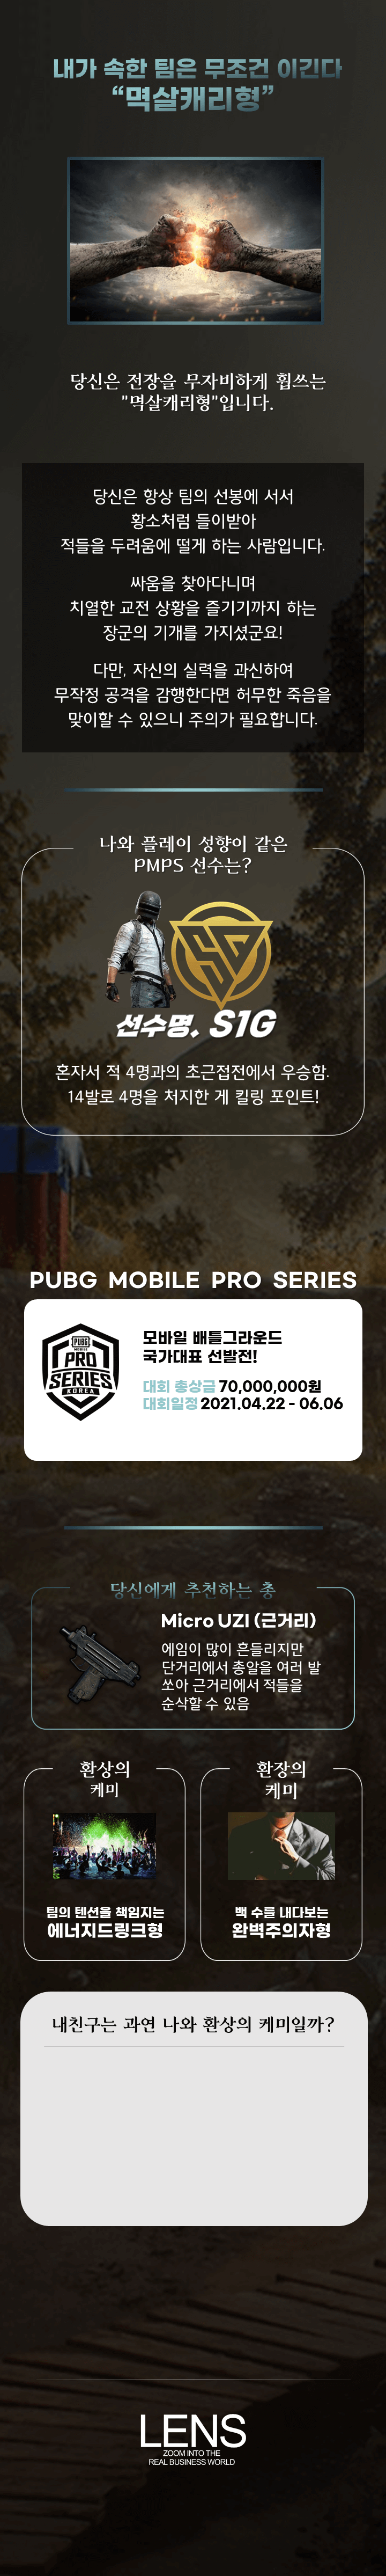 내가 속한 팀은 무조건 이긴다
“멱살캐리형”
당신은 전장을 무자비하게 휩쓰는
"멱살캐리형"입니다.
당신은 항상 팀의 선봉에 서서
황소처럼 들이받아
적들을 두려움에 떨게 하는 사람입니다.
싸움을 찾아다니며
치열한 교전 상황을 즐기기까지 하는
장군의 기개를 가지셨군요!
다만, 자신의 실력을 과신하여
무작정 공격을 감행한다면 허무한 죽음을
맞이할 수 있으니 주의가 필요합니다.
나와 플레이 성향이 같은
PMPS 선수는?
선수명. S1G
혼자서 적 4명과의 초근접전에서 우승함.
14발로 4명을 처지한 게 킬링 포인트!
PUBG MOBILE PRO SERIES
PUBG
MOBILE
PRO
SERIES
KOREA
모바일 배틀그라운드
국가대표 선발전!
대회 총상금 70,000,000원
대회일정 2021.04.22 - 06.06
당신에게 추천하는 총
Micro UZI (근거리)
에임이 많이 흔들리지만
단거리에서 총알을 여러 발
쏘아 근거리에서 적들을
순삭할 수 있음
환상의
케미
팀의 텐션을 책임지는
에너지드링크형
환장의
케미
백 수를 내다보는
완벽주의자형
내친구는 과연 나와 환상의 케미일까?
LENS
ZOOM INTO THE
REAL BUSINESS WORLD